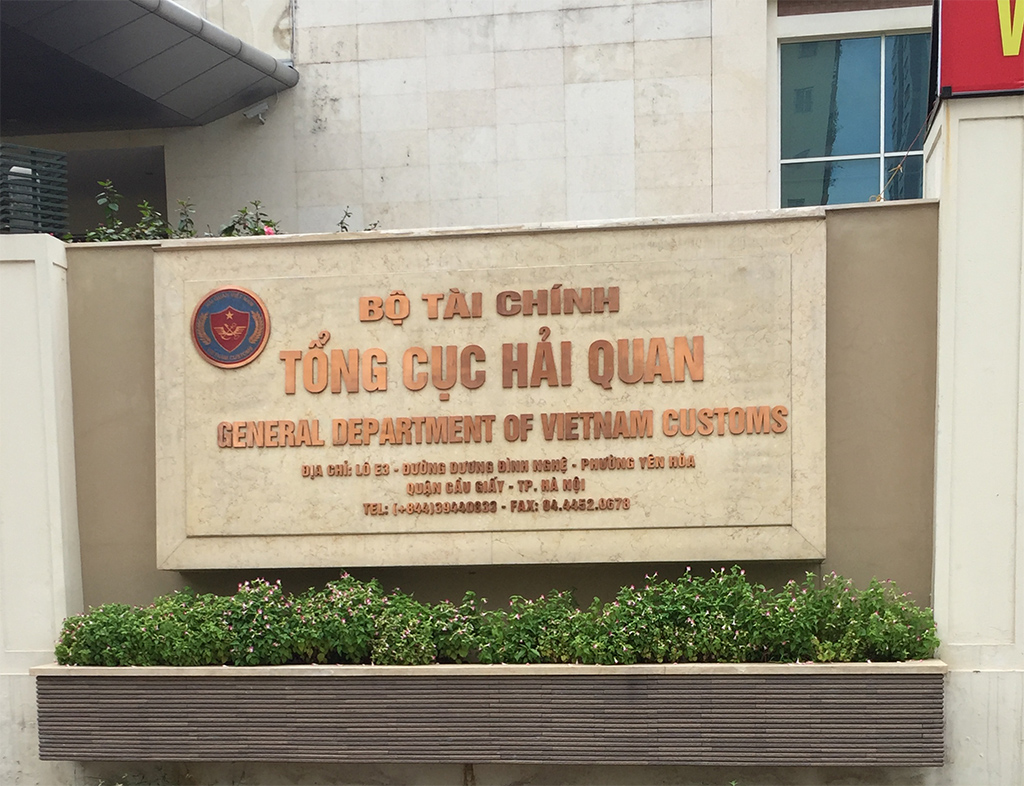 BỘ TÀI CHÍNH
TỔNG CỤC HẢI QUAN
GENERAL DEPARTMENT OF VIETNAM CUSTOMS
ĐỊA CHỈ: LÔ E3 - ĐƯỜNG DƯƠNG ĐÌNH NGHỆ - PHƯỜNG YÊN HÒA
QUẬN CẦU GIẤY - TP. HÀ NỘI
TEL: (+844)39440833 - FAX: 04.4452.0678